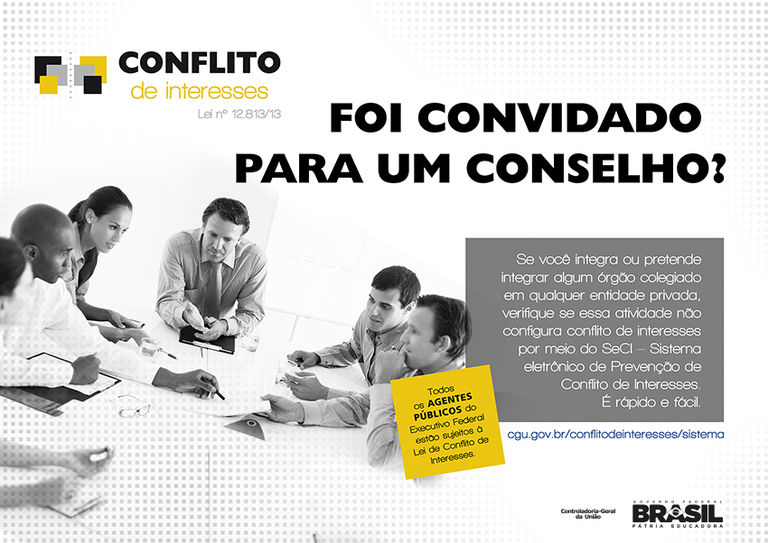 CONFLITO
de interesses
Lei nº 12.813/13
FOI CONVIDADO
PARA UM CONSELHO?
Se você integra ou pretende
integrar algum órgão colegiado
em qualquer entidade privada,
verifique se essa atividade não
configura conflito de interesses
por meio do SeCI – Sistema
eletrônico de Prevenção de
Conflito de Interesses.
É rápido e fácil.
cgu.gov.br/conflitodeinteresses/sistema
Todos
os AGENTES
PÚBLICOS do
Executivo Federal
estão sujeitos à
Lei de Conflito de
Interesses.
Controladoria-Geral
da União
GOVERNO FEDERAL
BRASIL
PÁTRIA EDUCADORA